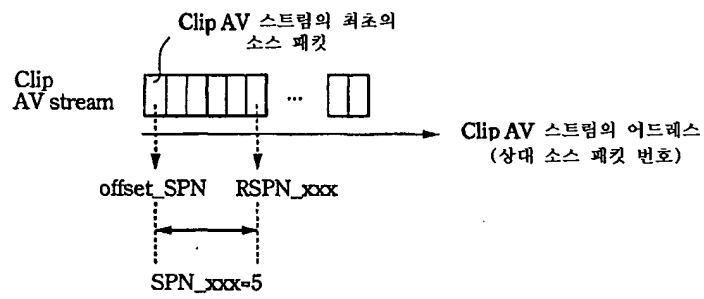 Clip AV 스트림의 최초의
소스 패킷
Clip
AV stream
...
Clip AV 스트림의 어드레스
(상대 소스 패킷 번호)
offset_SPN RSPN_xxx
SPN_xxx=5